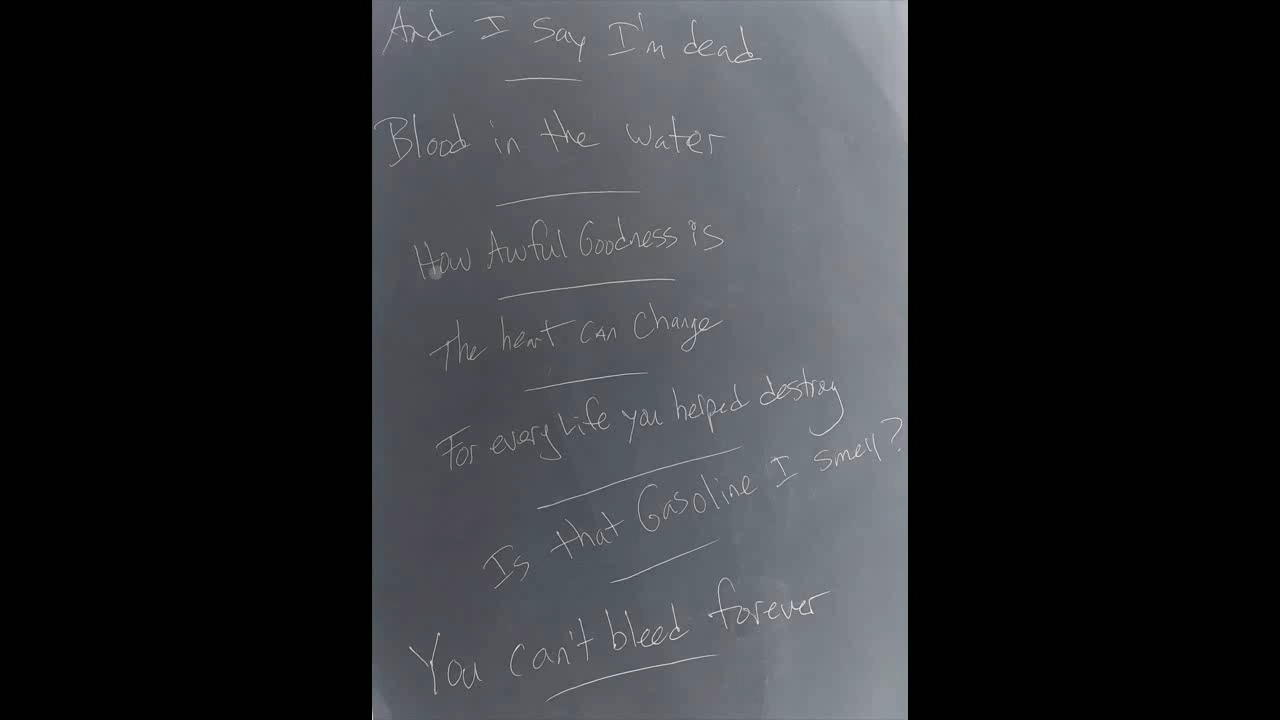 And I say I'm dead
Blood in the water
How Awful Goodness is
The heart can Change
For every Life you helped destroy
Is that Gasoline I smell?
You can't bleed forever